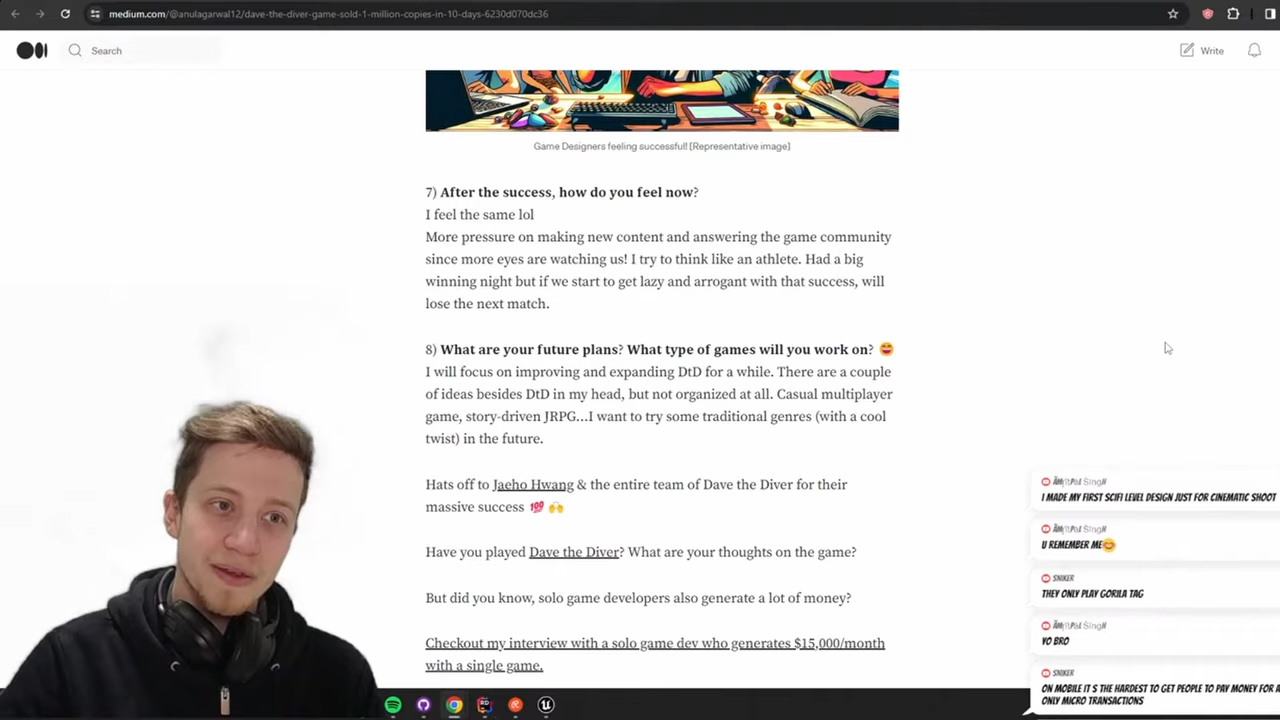 medium.com/@anulagarwal12/dave-the-diver-game-sold-1-million-copies-in-10-days-6230d070dc36
Search
Write
Game Designers feeling successful! [Representative image]
7) After the success, how do you feel now?
I feel the same lol
More pressure on making new content and answering the game community
since more eyes are watching us! I try to think like an athlete. Had a big
winning night but if we start to get lazy and arrogant with that success, will
lose the next match.
8) What are your future plans? What type of games will you work on? 😄
I will focus on improving and expanding DtD for a while. There are a couple
of ideas besides DtD in my head, but not organized at all. Casual multiplayer
game, story-driven JRPG...I want to try some traditional genres (with a cool
twist) in the future.
Hats off to Jaeho Hwang & the entire team of Dave the Diver for their
massive success 💯 🙌
Have you played Dave the Diver? What are your thoughts on the game?
But did you know, solo game developers also generate a lot of money?
Checkout my interview with a solo game dev who generates $15,000/month
with a single game.
I MADE MY FIRST SCIFI LEVEL DESIGN JUST FOR CINEMATIC SHOOT
U REMEMBER ME😊
SNIKER
THEY ONLY PLAY GORILA TAG
YO BRO
SNIKER
ON MOBILE IT S THE HARDEST TO GET PEOPLE TO PAY MONEY FOR A
ONLY MICRO TRANSACTIONS